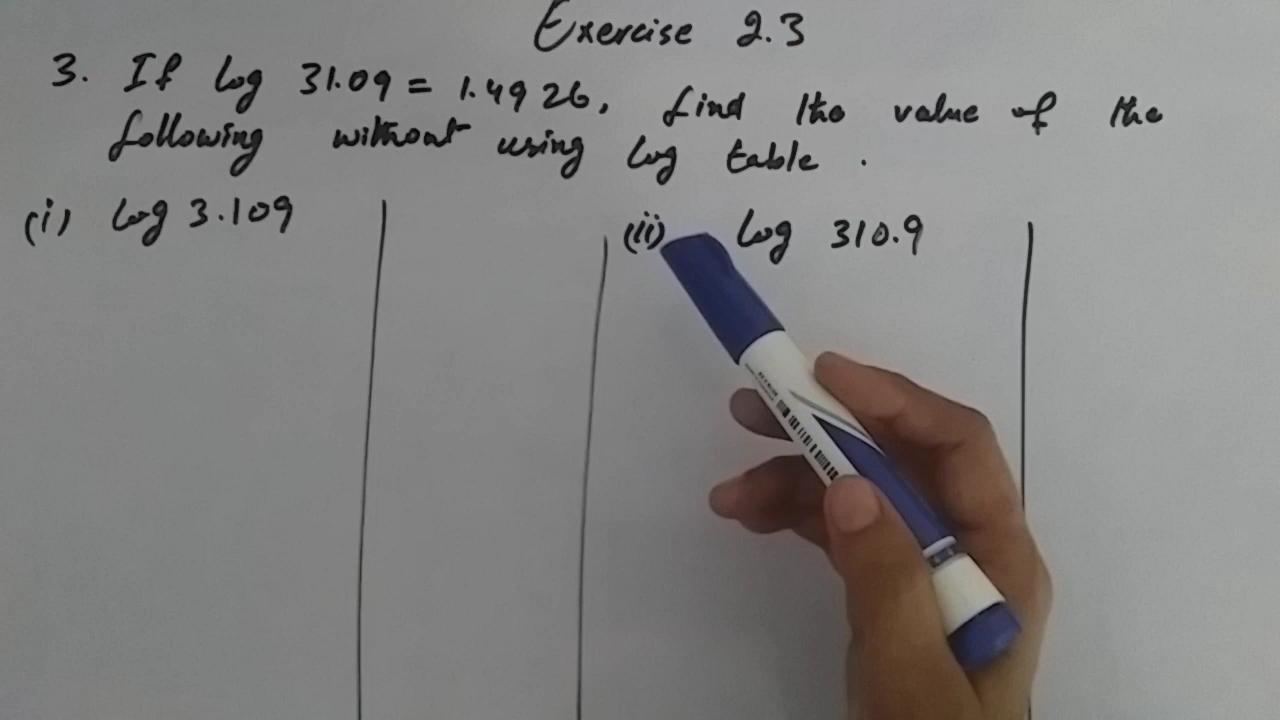 Exercise 2.3
3. If log 31.09 = 1.4926, find the value of the
following without using log table.
(i) log 3.109
(ii) log 310.9